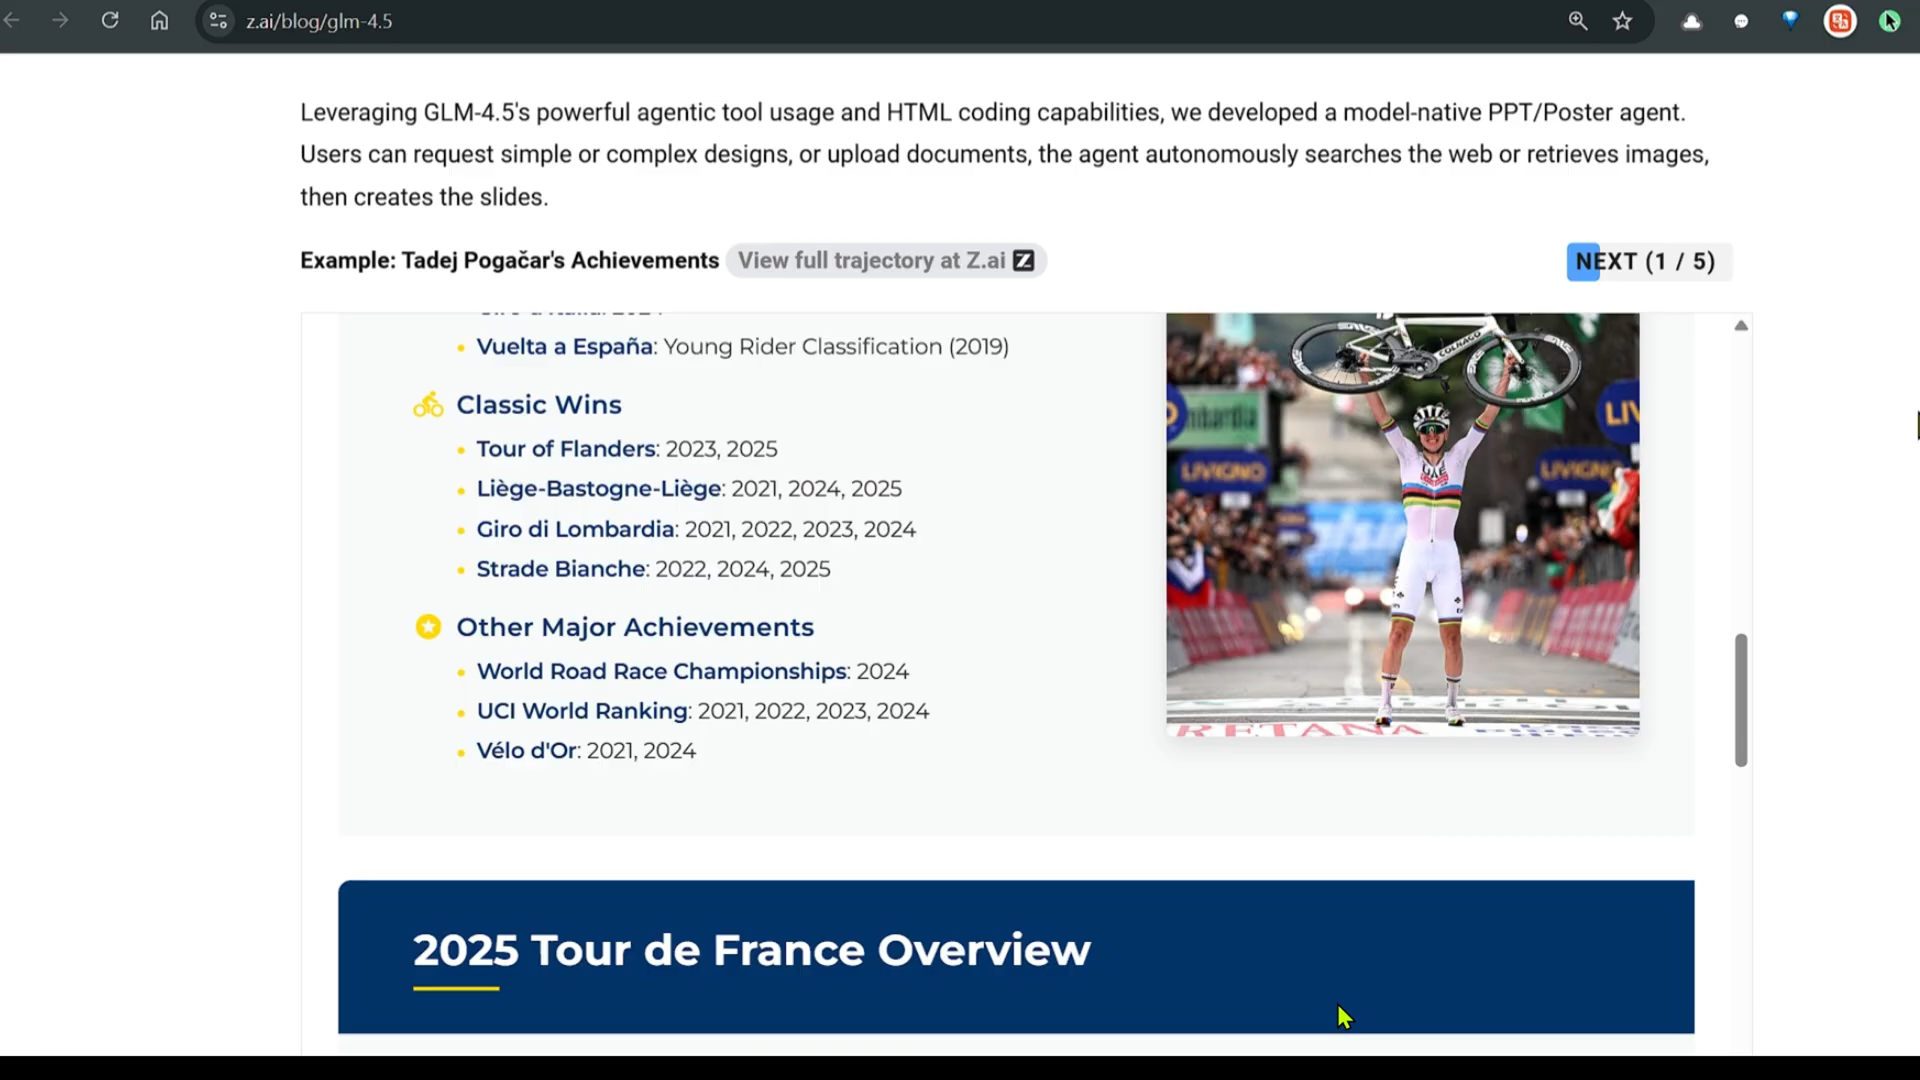 z.ai/blog/glm-4.5
Leveraging GLM-4.5's powerful agentic tool usage and HTML coding capabilities, we developed a model-native PPT/Poster agent.
Users can request simple or complex designs, or upload documents, the agent autonomously searches the web or retrieves images,
then creates the slides.
Example: Tadej Pogačar's Achievements View full trajectory at Z.ai Z
NEXT (1 / 5)
Vuelta a España: Young Rider Classification (2019)
Classic Wins
Tour of Flanders: 2023, 2025
Liège-Bastogne-Liège: 2021, 2024, 2025
Giro di Lombardia: 2021, 2022, 2023, 2024
Strade Bianche: 2022, 2024, 2025
Other Major Achievements
World Road Race Championships: 2024
UCI World Ranking: 2021, 2022, 2023, 2024
Vélo d'Or: 2021, 2024
COLNAGO
LIV
LIVIGNO
LIVIGNO
UAE
2025 Tour de France Overview